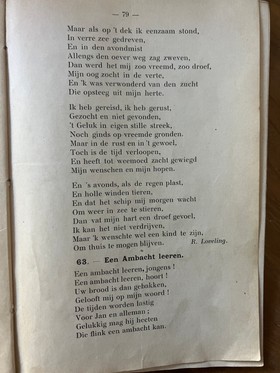 — 79 —
Maar als op 't dek ik eenzaam stond,
In verre zee gedreven,
En in den avondmist
Allengs den oever weg zag zweven,
Dan werd het mij zoo vreemd, zoo droef,
Mijn oog zocht in de verte,
En 'k was verwonderd van den zucht
Die opsteeg uit mijn herte.
Ik heb gereisd, ik heb gerust,
Gezocht en niet gevonden,
't Geluk in eigen stille streek,
Noch ginds op vreemde gronden.
Maar in de rust en in 't gewoel,
Toch is de tijd verloopen,
En heeft tot weemoed zacht gewiegd
Mijn wenschen en mijn hopen.
En 's avonds, als de regen plast,
En holle winden tieren,
En dat het schip mij morgen wacht
Om weer in zee te stieren,
Dan valt mijn hart een droef gevoel,
Ik kan het niet verdrijven,
Maar 'k wenschte wel een kind te zijn,
Om thuis te mogen blijven. R. Loveling.
63. — Een Ambacht leeren.
Een ambacht leeren, jongens !
Een ambacht leeren, hoort !
Uw brood is dan gebakken,
Gelooft mij op mijn woord !
De tijden worden lastig
Voor Jan en alleman ;
Gelukkig mag hij heeten
Die flink een ambacht kan.